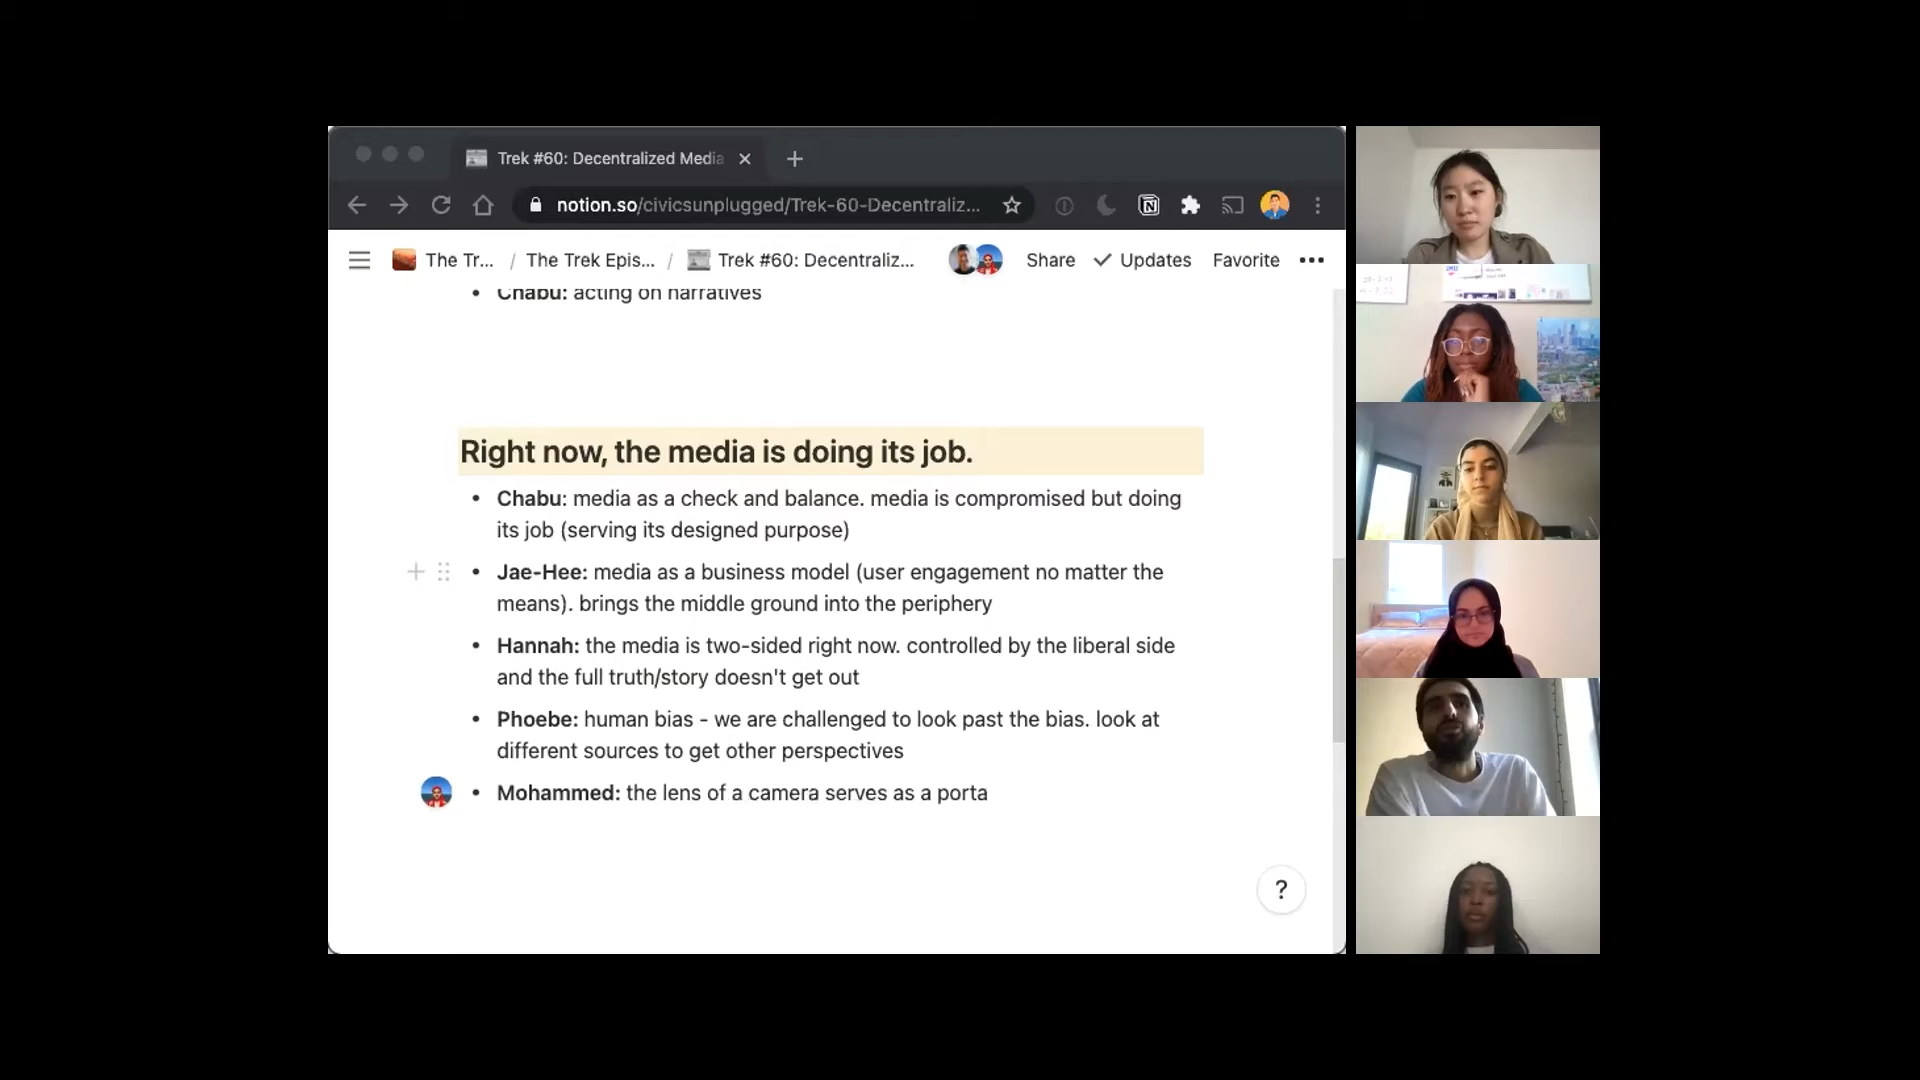 Trek #60: Decentralized Media
notion.so/civicsunplugged/Trek-60-Decentraliz...
The Tr... / The Trek Epis... / Trek #60: Decentraliz...
Share Updates Favorite
• Chabu: acting on narratives
Right now, the media is doing its job.
• Chabu: media as a check and balance. media is compromised but doing
its job (serving its designed purpose)
• Jae-Hee: media as a business model (user engagement no matter the
means). brings the middle ground into the periphery
• Hannah: the media is two-sided right now. controlled by the liberal side
and the full truth/story doesn't get out
• Phoebe: human bias - we are challenged to look past the bias. look at
different sources to get other perspectives
• Mohammed: the lens of a camera serves as a porta
?